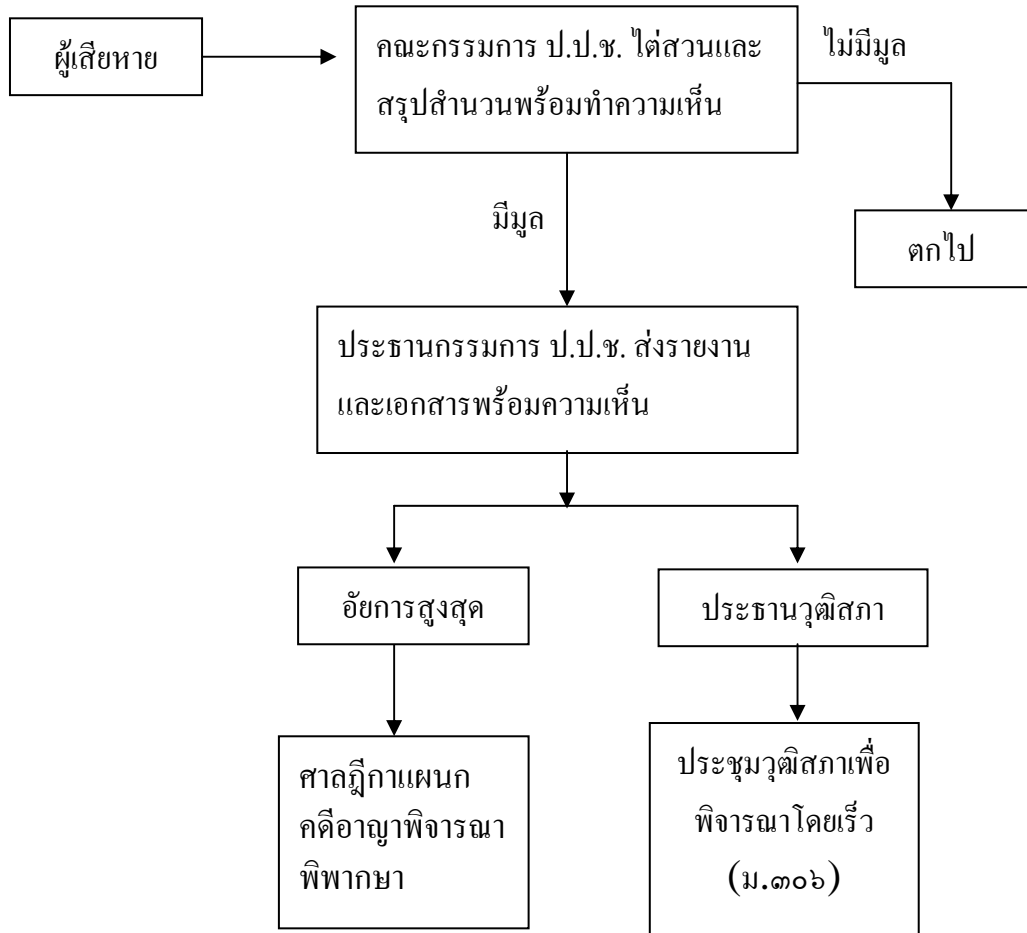 ผู้เสียหาย
คณะกรรมการ ป.ป.ช. ไต่สวนและ
สรุปสำนวนพร้อมทำความเห็น
ไม่มีมูล
มีมูล
ตกไป
ประธานกรรมการ ป.ป.ช. ส่งรายงาน
และเอกสารพร้อมความเห็น
อัยการสูงสุด
ประธานวุฒิสภา
ศาลฎีกาแผนก
คดีอาญาพิจารณา
พิพากษา
ประชุมวุฒิสภาเพื่อ
พิจารณาโดยเร็ว
(ม.๓๐๖)